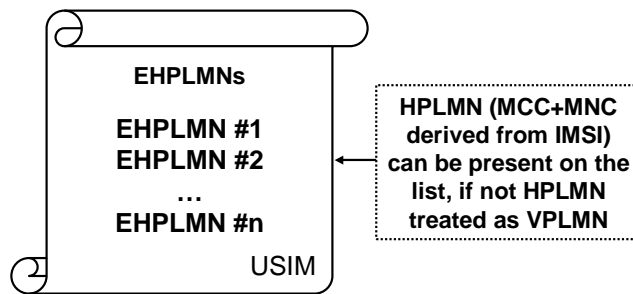 EHPLMNs
EHPLMN #1
EHPLMN #2
…
EHPLMN #n
USIM
HPLMN (MCC+MNC
derived from IMSI)
can be present on the
list, if not HPLMN
treated as VPLMN